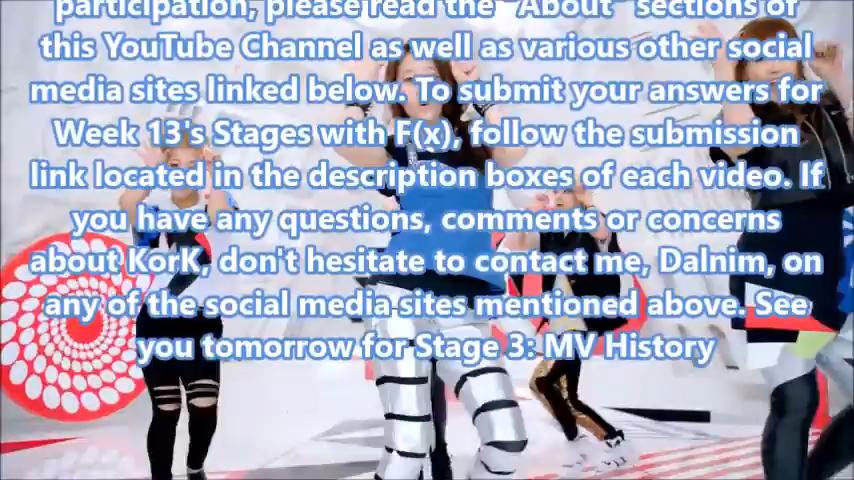 participation, please read the "About" sections of
this YouTube Channel as well as various other social
media sites linked below. To submit your answers for
Week 13's Stages with F(x), follow the submission
link located in the description boxes of each video. If
you have any questions, comments or concerns
about KorK, don't hesitate to contact me, Dalnim, on
any of the social media sites mentioned above. See
you tomorrow for Stage 3: MV History